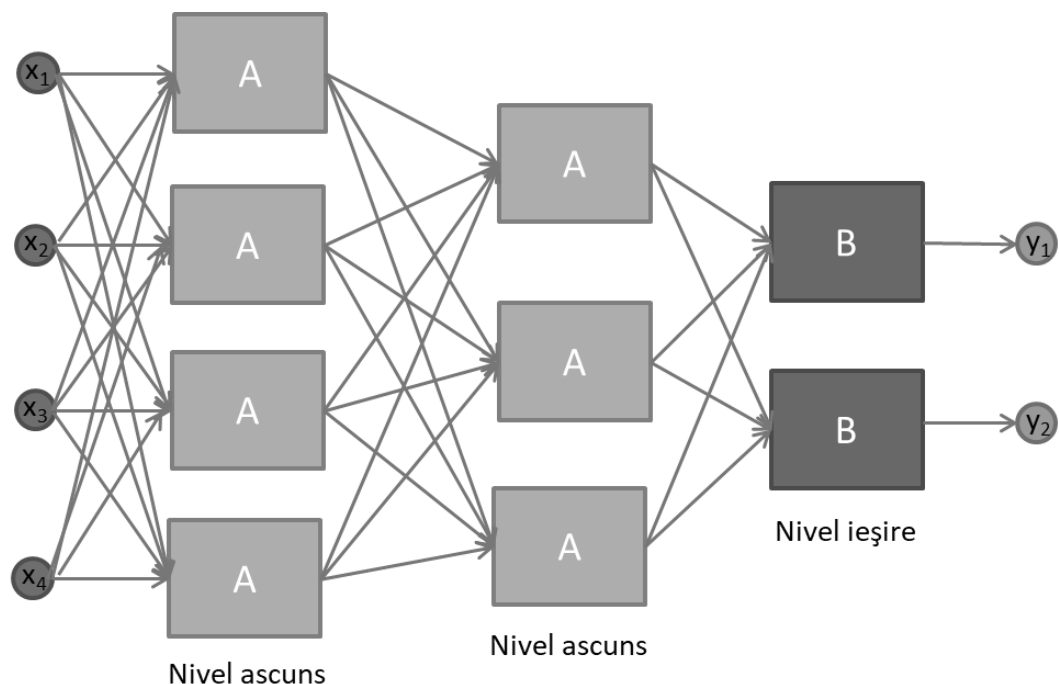 x1
x2
x3
x4
A
A
A
A
Nivel ascuns
A
A
A
Nivel ascuns
B
B
Nivel ieşire
y1
y2